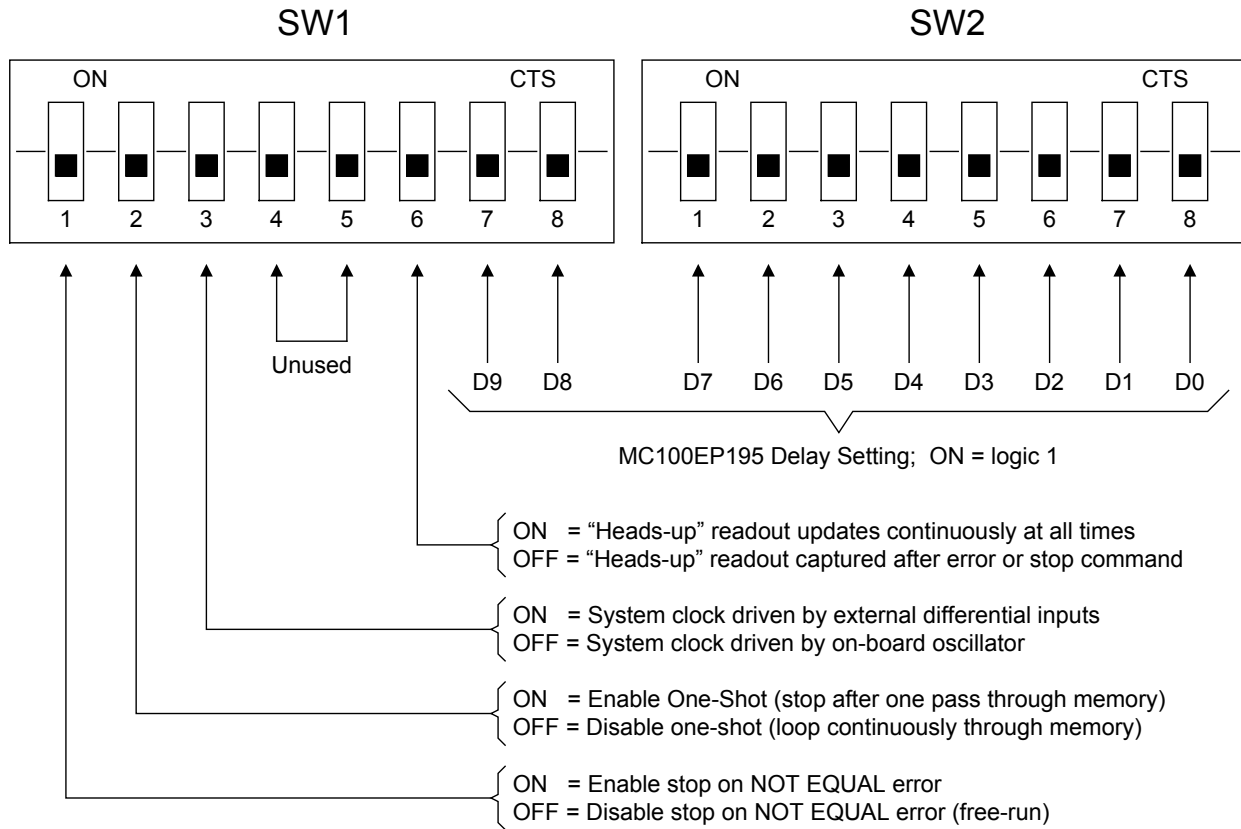 SW1 SW2
ON CTS ON CTS
1 2 3 4 5 6 7 8 1 2 3 4 5 6 7 8
Unused
D9 D8 D7 D6 D5 D4 D3 D2 D1 D0
MC100EP195 Delay Setting; ON = logic 1
ON = “Heads-up” readout updates continuously at all times
OFF = “Heads-up” readout captured after error or stop command
ON = System clock driven by external differential inputs
OFF = System clock driven by on-board oscillator
ON = Enable One-Shot (stop after one pass through memory)
OFF = Disable one-shot (loop continuously through memory)
ON = Enable stop on NOT EQUAL error
OFF = Disable stop on NOT EQUAL error (free-run)